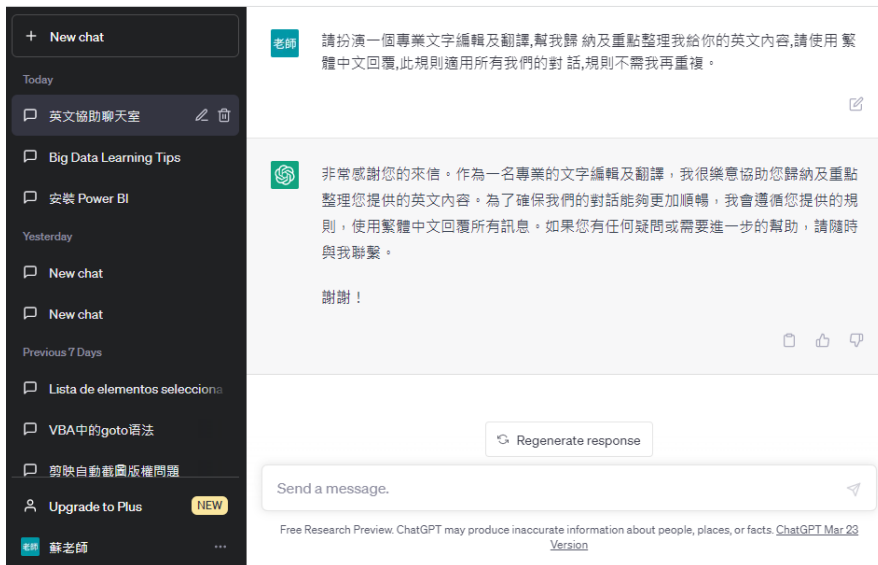 New chat
Today
英文協助聊天室
Big Data Learning Tips
安裝 Power BI
Yesterday
New chat
New chat
Previous 7 Days
Lista de elementos selecciona
VBA中的goto语法
剪映自動截圖版權問題
Upgrade to Plus
NEW
老師
蘇老師
老師
請扮演一個專業文字編輯及翻譯,幫我歸 納及重點整理我給你的英文內容,請使用 繁
體中文回覆,此規則適用所有我們的對 話,規則不需我再重複。
非常感謝您的來信。作為一名專業的文字編輯及翻譯，我很樂意協助您歸納及重點
整理您提供的英文內容。為了確保我們的對話能夠更加順暢，我會遵循您提供的規
則，使用繁體中文回覆所有訊息。如果您有任何疑問或需要進一步的幫助，請隨時
與我聯繫。
謝謝！
Regenerate response
Send a message.
Free Research Preview. ChatGPT may produce inaccurate information about people, places, or facts. ChatGPT Mar 23
Version